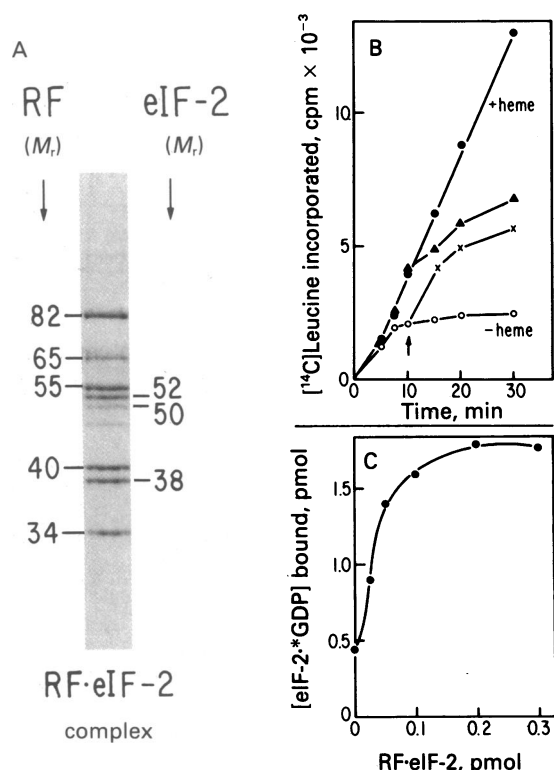 A
RF eIF-2
(Mr) (Mr)
82
65
55 52
50
40 38
34
RF·eIF-2
complex
B
[¹⁴C]Leucine incorporated, cpm × 10⁻³
10
5
0
+heme
−heme
0 10 20 30
Time, min
C
[eIF-2·*GDP] bound, pmol
1.5
1.0
0.5
0
0 0.1 0.2 0.3
RF·eIF-2, pmol